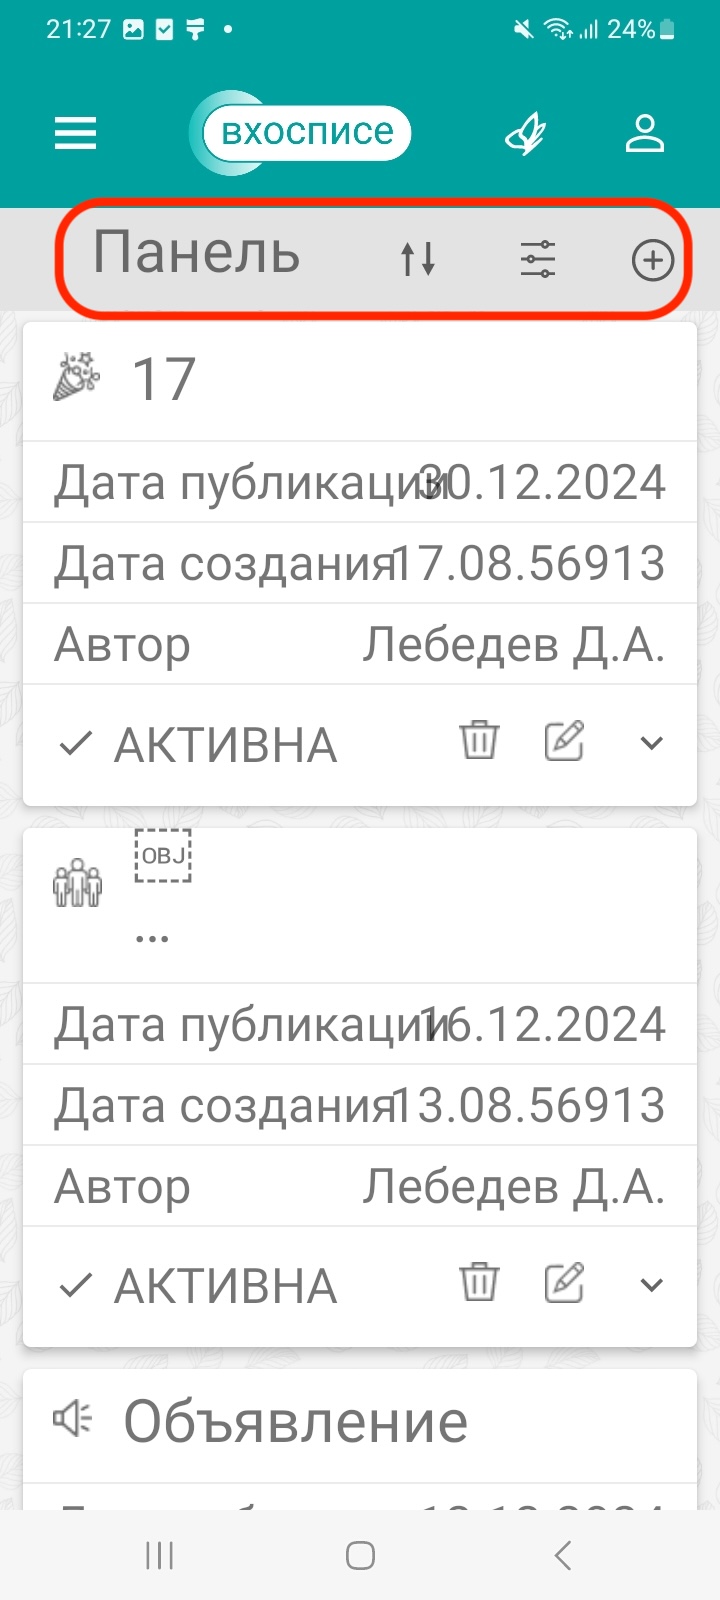 21:27 24%
вхосписе
Панель
17
Дата публикации 30.12.2024
Дата создания 17.08.56913
Автор Лебедев Д.А.
АКТИВНА
OBJ
...
Дата публикации 16.12.2024
Дата создания 13.08.56913
Автор Лебедев Д.А.
АКТИВНА
Объявление